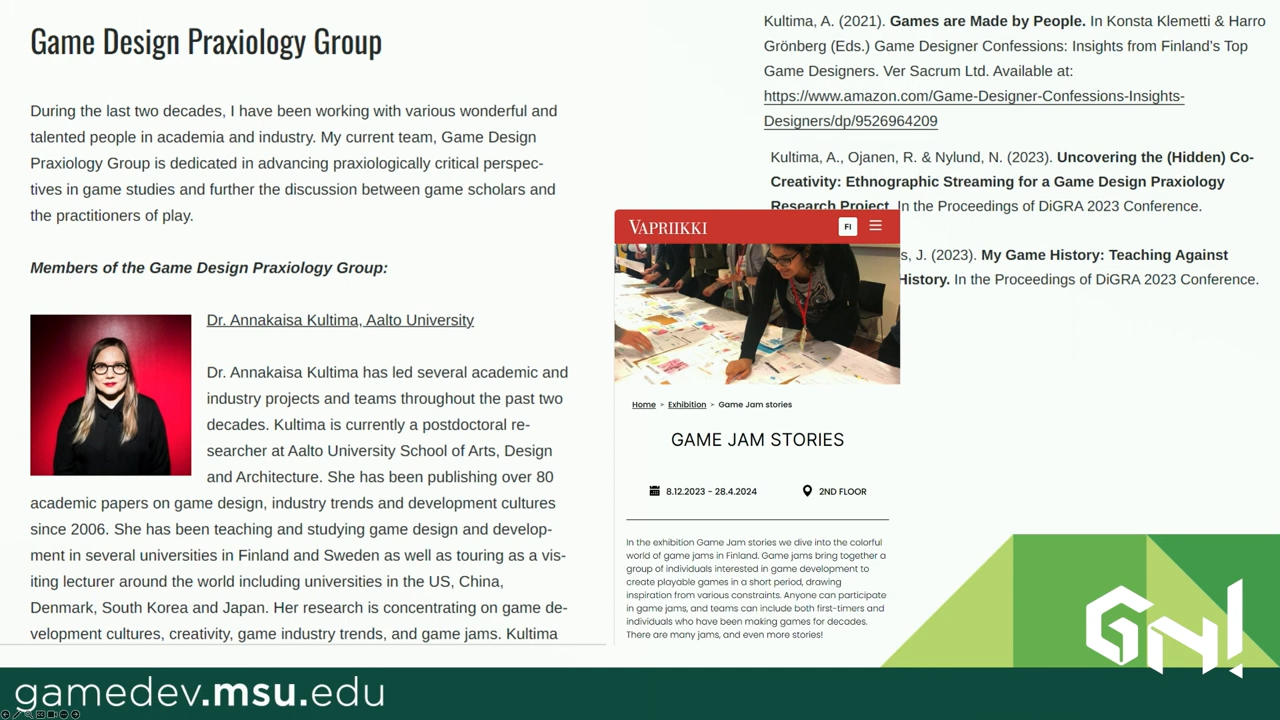 Game Design Praxiology Group
During the last two decades, I have been working with various wonderful and
talented people in academia and industry. My current team, Game Design
Praxiology Group is dedicated in advancing praxiologically critical perspec-
tives in game studies and further the discussion between game scholars and
the practitioners of play.
Members of the Game Design Praxiology Group:
Dr. Annakaisa Kultima, Aalto University
Dr. Annakaisa Kultima has led several academic and
industry projects and teams throughout the past two
decades. Kultima is currently a postdoctoral re-
searcher at Aalto University School of Arts, Design
and Architecture. She has been publishing over 80
academic papers on game design, industry trends and development cultures
since 2006. She has been teaching and studying game design and develop-
ment in several universities in Finland and Sweden as well as touring as a vis-
iting lecturer around the world including universities in the US, China,
Denmark, South Korea and Japan. Her research is concentrating on game de-
velopment cultures, creativity, game industry trends, and game jams. Kultima
Kultima, A. (2021). Games are Made by People. In Konsta Klemetti & Harro
Grönberg (Eds.) Game Designer Confessions: Insights from Finland's Top
Game Designers. Ver Sacrum Ltd. Available at:
https://www.amazon.com/Game-Designer-Confessions-Insights-
Designers/dp/9526964209
Kultima, A., Ojanen, R. & Nylund, N. (2023). Uncovering the (Hidden) Co-
Creativity: Ethnographic Streaming for a Game Design Praxiology
Research Project. In the Proceedings of DiGRA 2023 Conference.
s, J. (2023). My Game History: Teaching Against
History. In the Proceedings of DiGRA 2023 Conference.
VAPRIIKKI
FI
Home > Exhibition > Game Jam stories
GAME JAM STORIES
8.12.2023 - 28.4.2024
2ND FLOOR
In the exhibition Game Jam stories we dive into the colorful
world of game jams in Finland. Game jams bring together a
group of individuals interested in game development to
create playable games in a short period, drawing
inspiration from various constraints. Anyone can participate
in game jams, and teams can include both first-timers and
individuals who have been making games for decades.
There are many jams, and even more stories!
GN!
gamedev.msu.edu